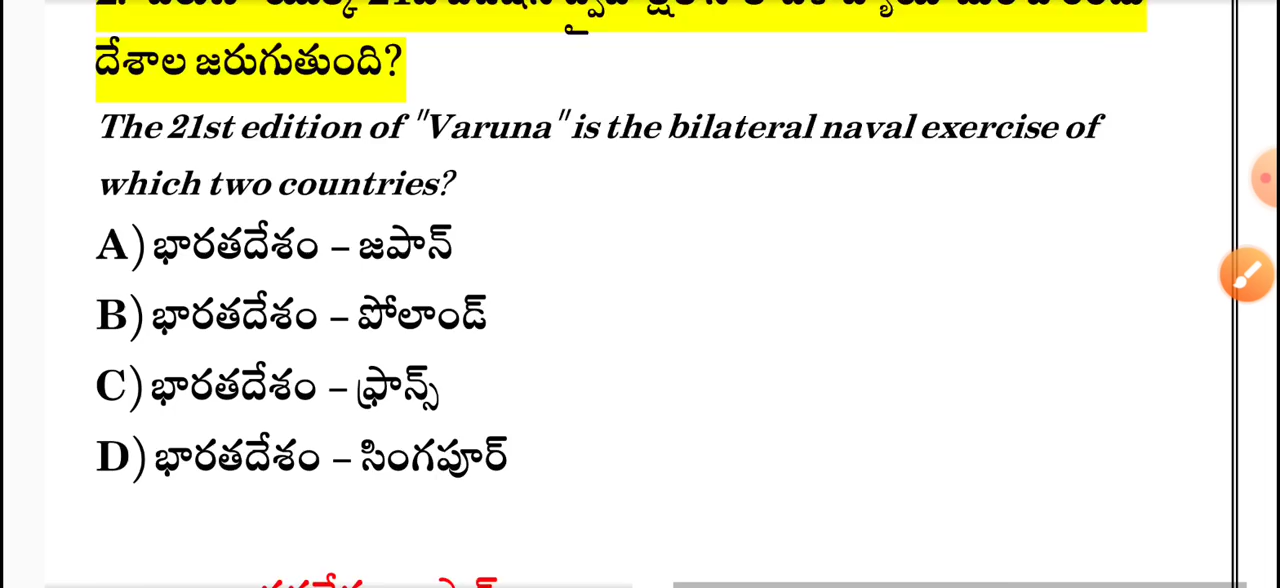 దేశాల జరుగుతుంది?
The 21st edition of "Varuna" is the bilateral naval exercise of
which two countries?
A) భారతదేశం – జపాన్
B) భారతదేశం – పోలాండ్
C) భారతదేశం – ఫ్రాన్స్
D) భారతదేశం – సింగపూర్